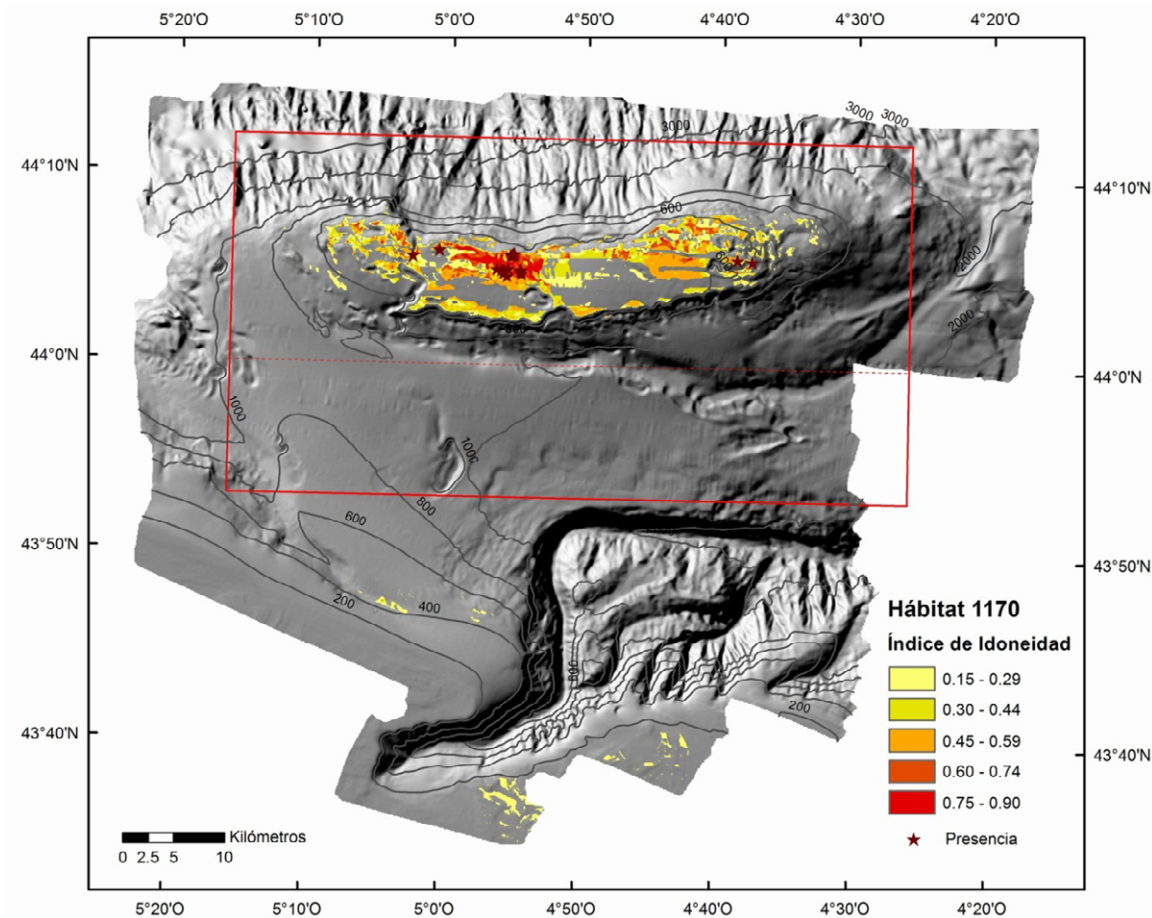 5°20'O 5°10'O 5°0'O 4°50'O 4°40'O 4°30'O 4°20'O
3000
3000
3000
44°10'N
44°10'N
600
2000
2000
44°0'N
44°0'N
1000
1000
800
600
43°50'N
43°50'N
400
200
800
200
43°40'N
43°40'N
Hábitat 1170
Índice de Idoneidad
0.15 - 0.29
0.30 - 0.44
0.45 - 0.59
0.60 - 0.74
0.75 - 0.90
Presencia
Kilómetros
0 2.5 5 10
5°20'O 5°10'O 5°0'O 4°50'O 4°40'O 4°30'O 4°20'O